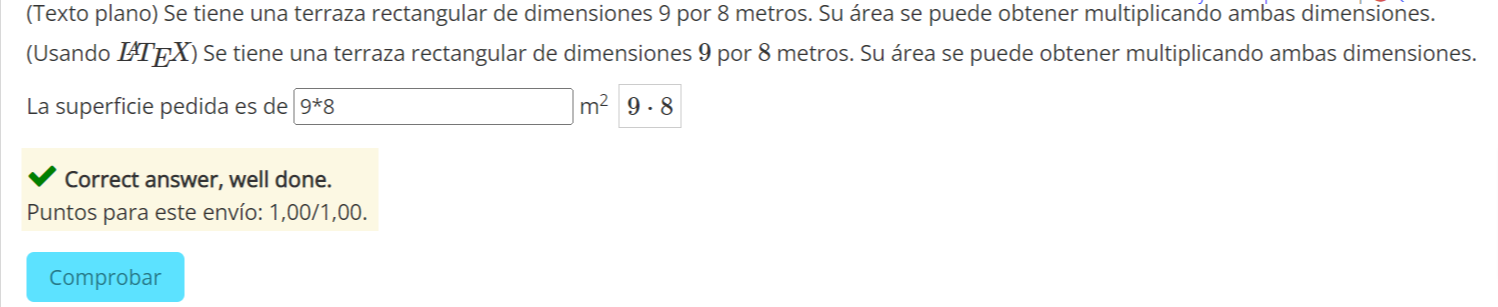 (Texto plano) Se tiene una terraza rectangular de dimensiones 9 por 8 metros. Su área se puede obtener multiplicando ambas dimensiones.
(Usando LATEX) Se tiene una terraza rectangular de dimensiones 9 por 8 metros. Su área se puede obtener multiplicando ambas dimensiones.
La superficie pedida es de 9*8 m² 9 · 8
Correct answer, well done.
Puntos para este envío: 1,00/1,00.
Comprobar